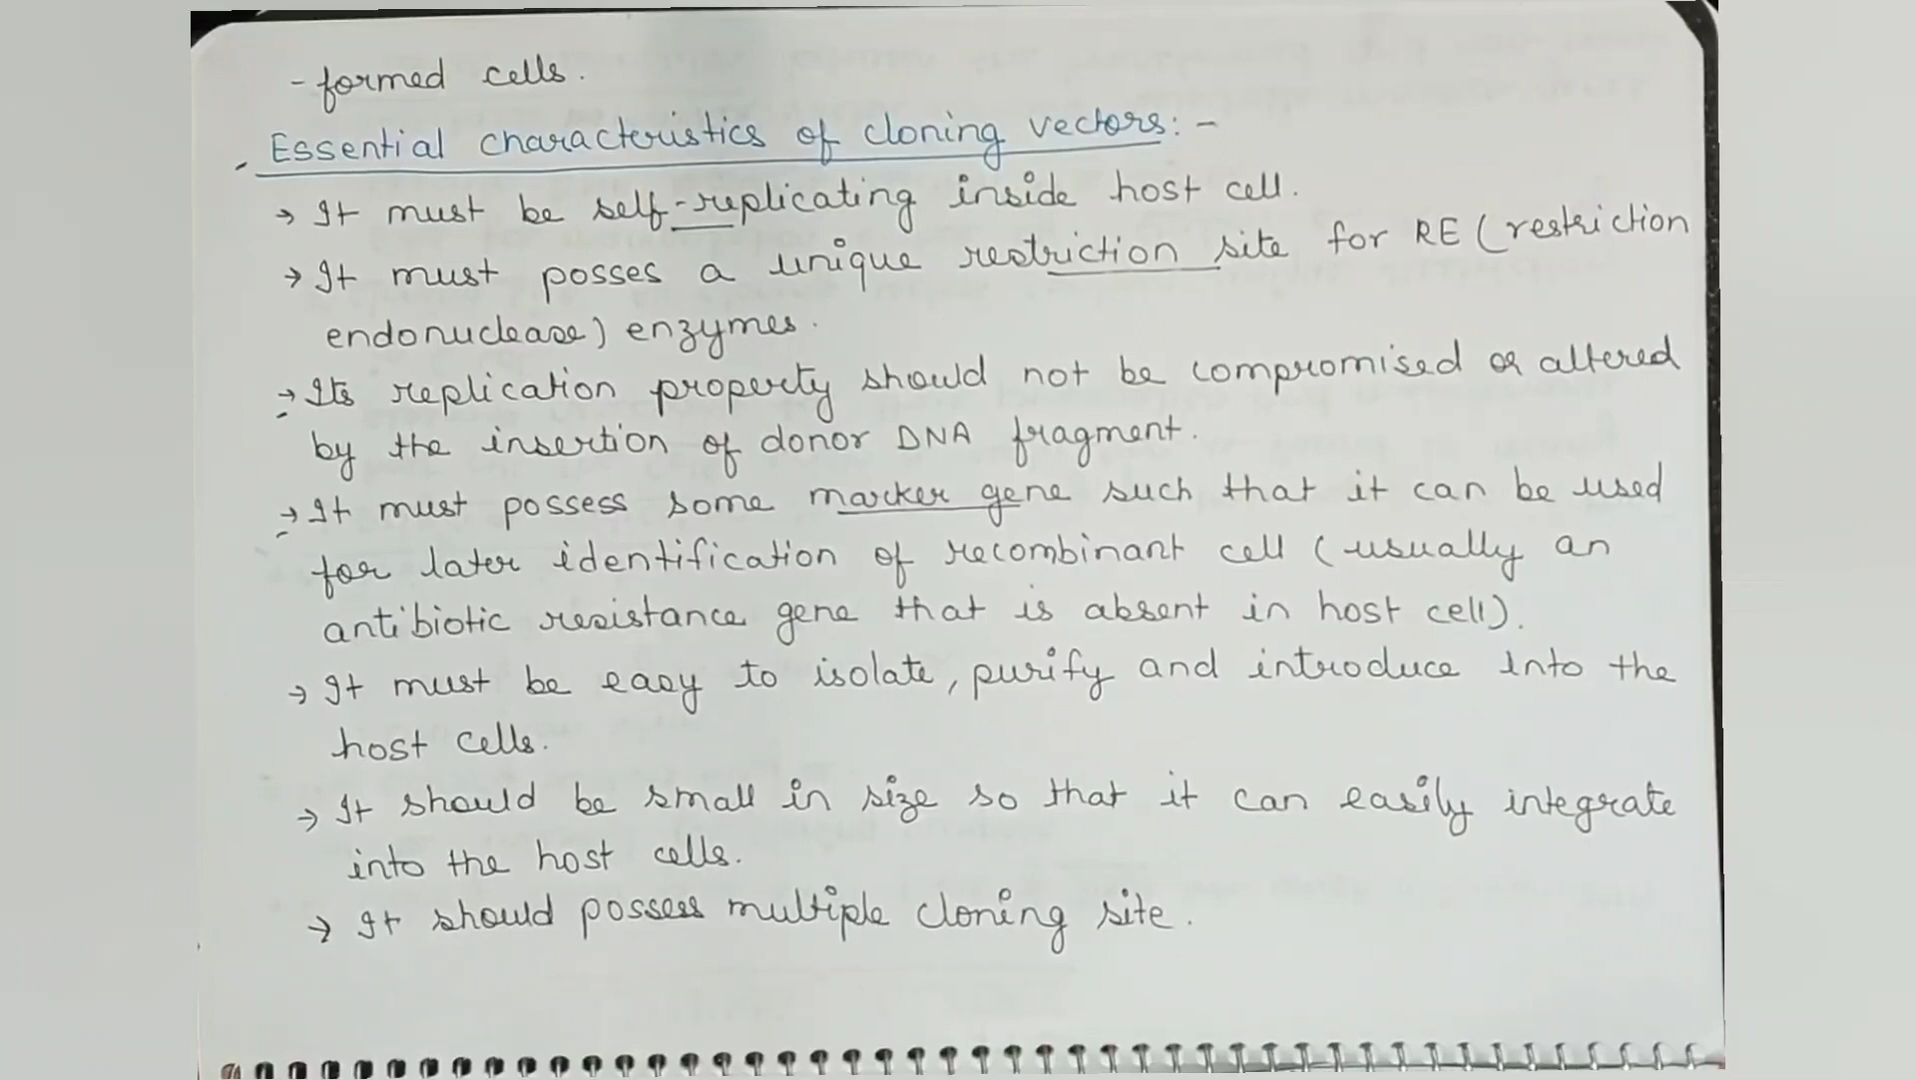 - formed cells.
Essential characteristics of cloning vectors: -
→ It must be self-replicating inside host cell.
→ It must posses a unique restriction site for RE (restriction
endonuclease) enzymes.
→ Its replication property should not be compromised or altered
by the insertion of donor DNA fragment.
→ It must possess some marker gene such that it can be used
for later identification of recombinant cell (usually an
antibiotic resistance gene that is absent in host cell).
→ It must be easy to isolate, purify and introduce into the
host cells.
→ It should be small in size so that it can easily integrate
into the host cells.
→ It should possess multiple cloning site.